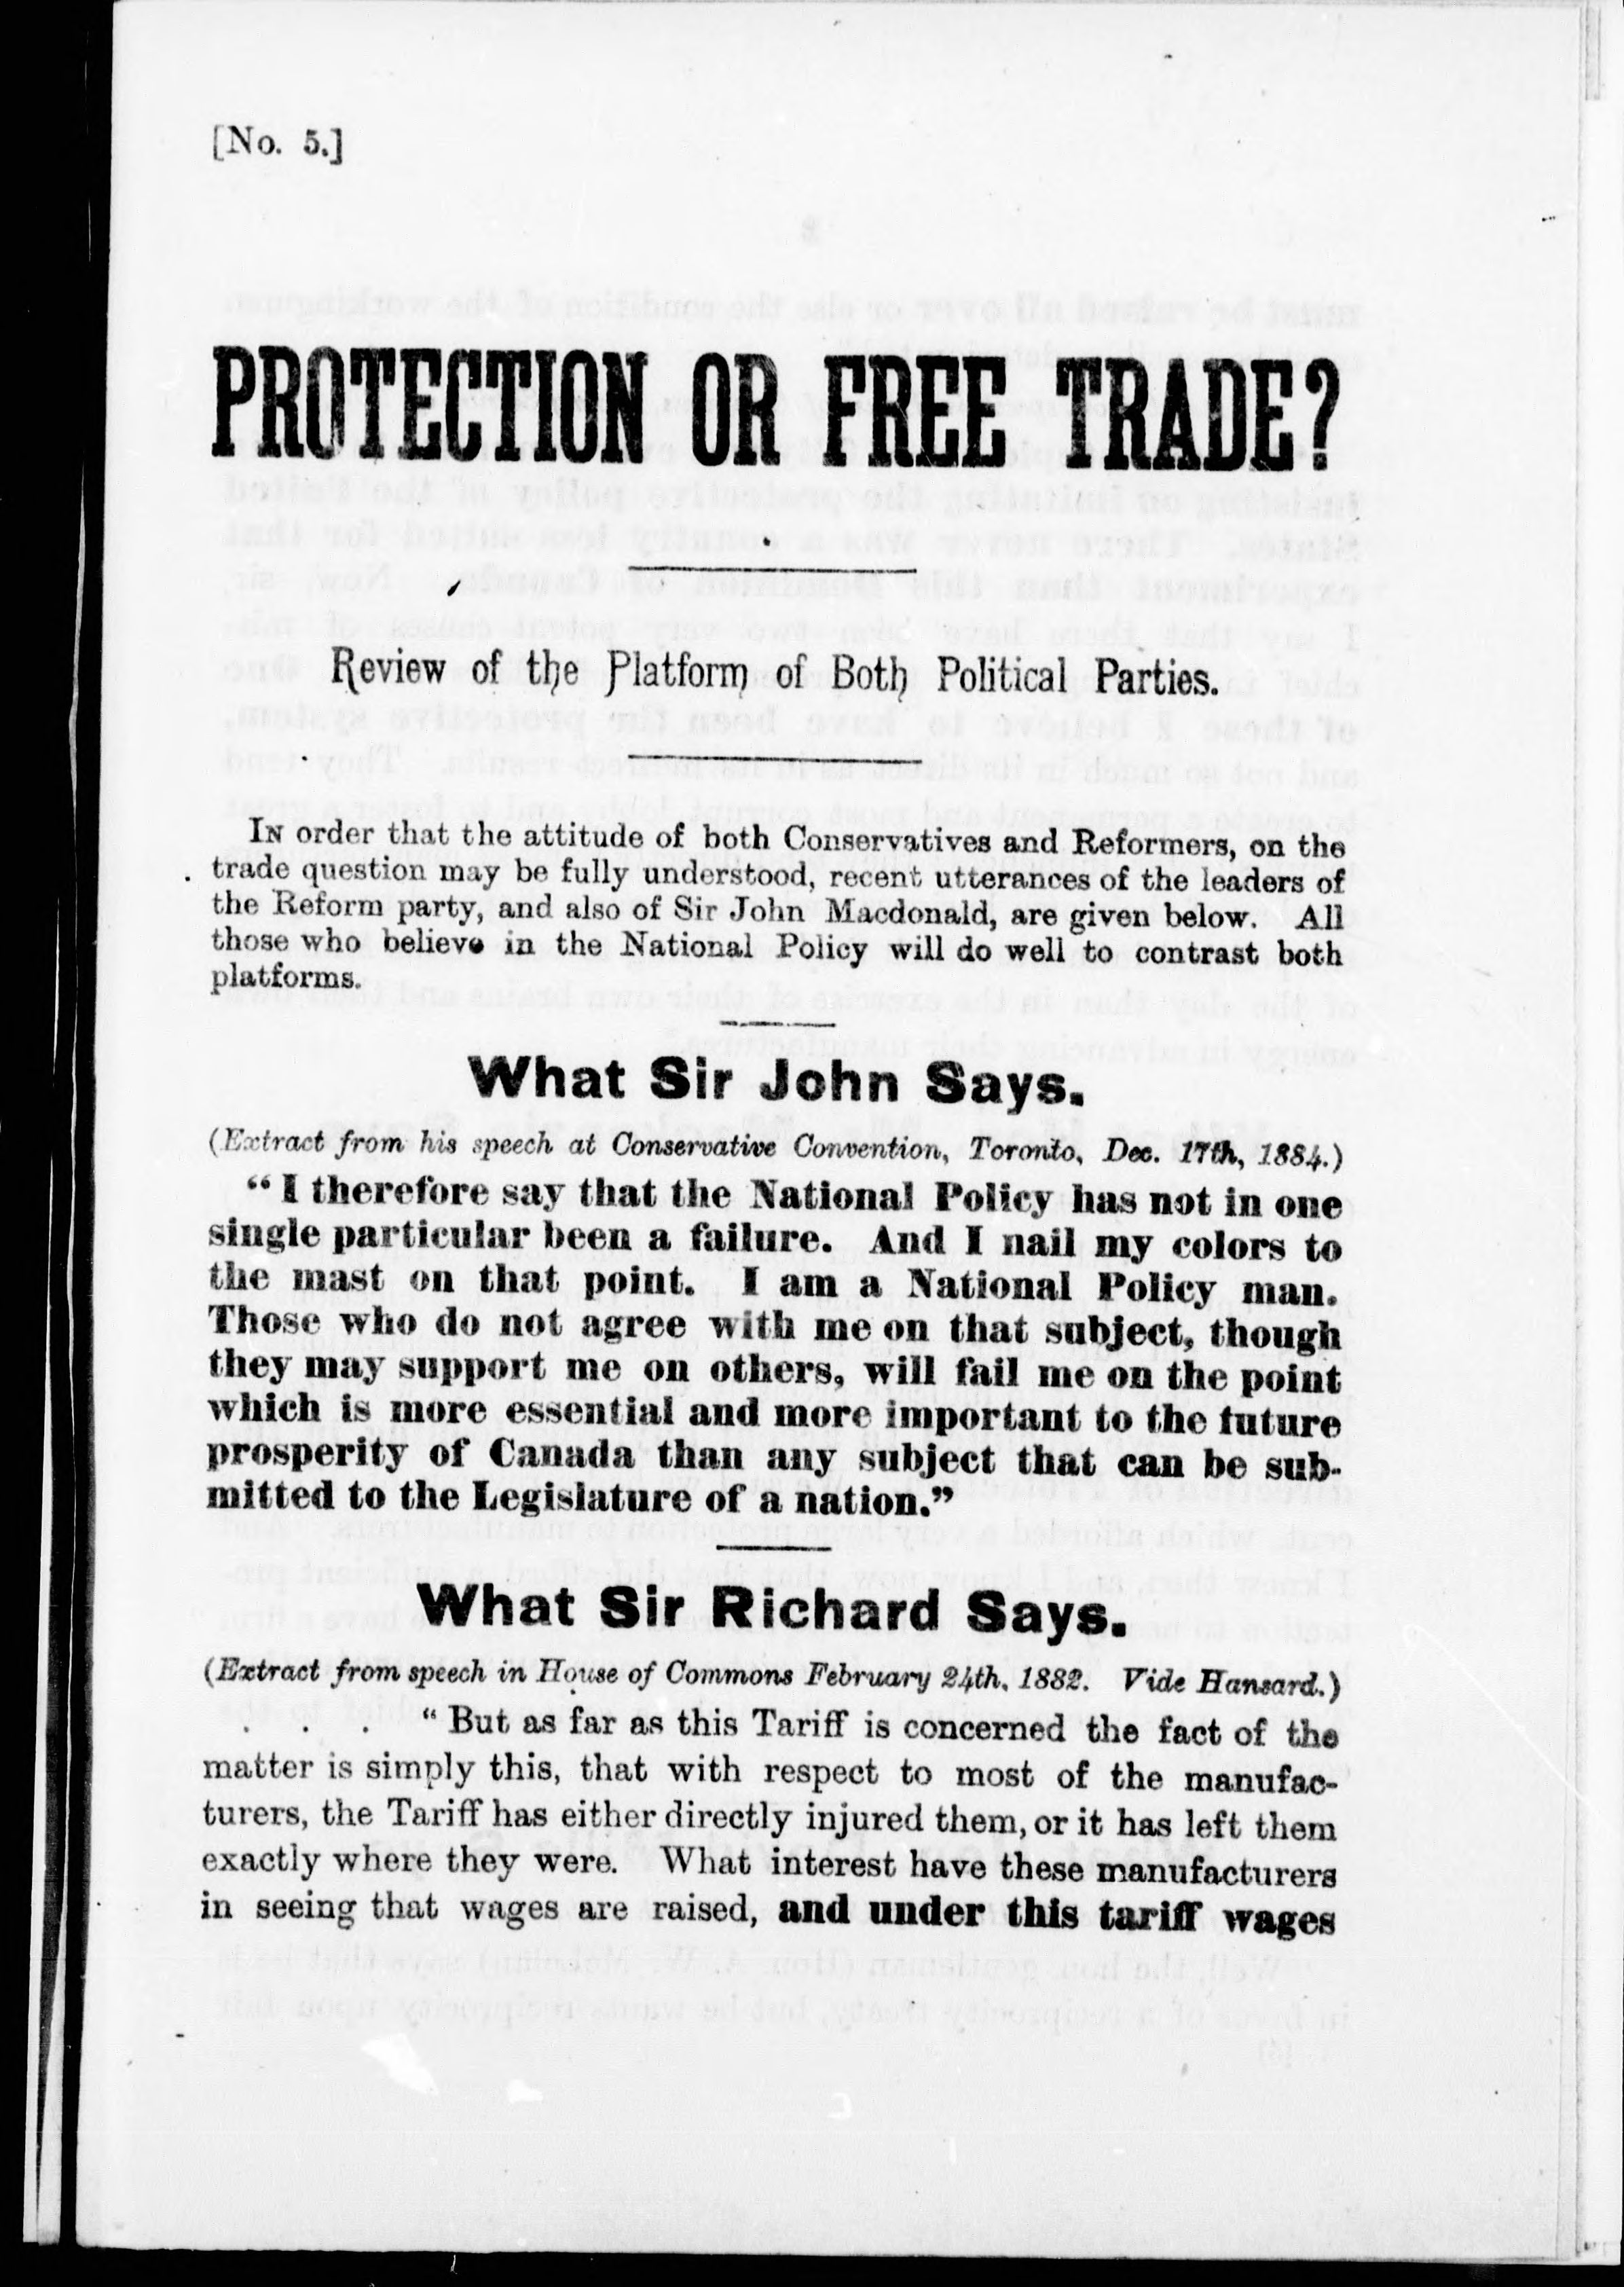 [No. 5.]
PROTECTION OR FREE TRADE?
Review of the Platform of Both Political Parties.
In order that the attitude of both Conservatives and Reformers, on the
trade question may be fully understood, recent utterances of the leaders of
the Reform party, and also of Sir John Macdonald, are given below. All
those who believe in the National Policy will do well to contrast both
platforms.
What Sir John Says.
(Extract from his speech at Conservative Convention, Toronto, Dec. 17th, 1884.)
“I therefore say that the National Policy has not in one
single particular been a failure. And I nail my colors to
the mast on that point. I am a National Policy man.
Those who do not agree with me on that subject, though
they may support me on others, will fail me on the point
which is more essential and more important to the future
prosperity of Canada than any subject that can be sub-
mitted to the Legislature of a nation.”
What Sir Richard Says.
(Extract from speech in House of Commons February 24th, 1882. Vide Hansard.)
. . . “But as far as this Tariff is concerned the fact of the
matter is simply this, that with respect to most of the manufac-
turers, the Tariff has either directly injured them, or it has left them
exactly where they were. What interest have these manufacturers
in seeing that wages are raised, and under this tariff wages